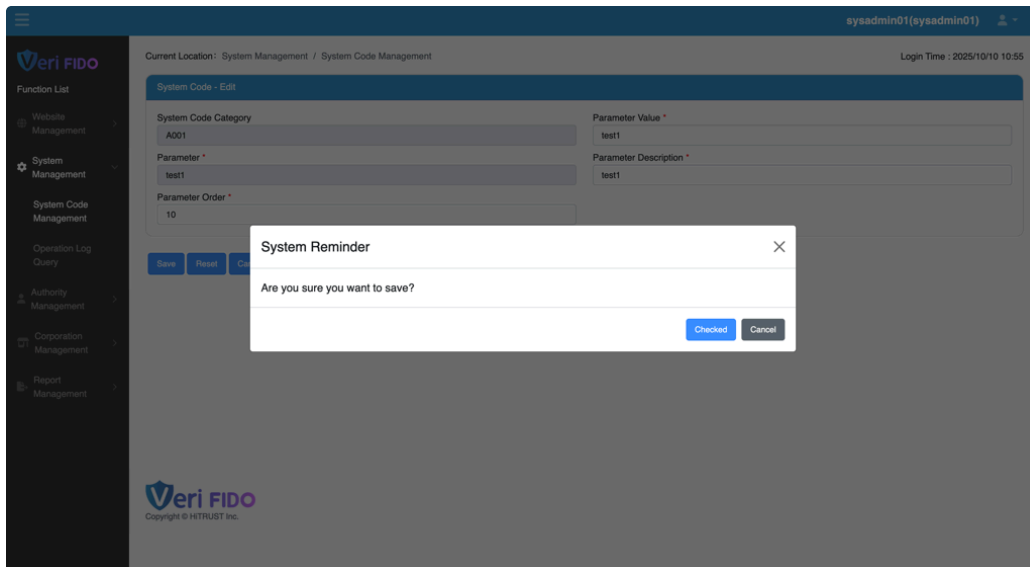 sysadmin01(sysadmin01)
Veri FIDO
Function List
Website
Management
System
Management
System Code
Management
Operation Log
Query
Authority
Management
Corporation
Management
Report
Management
Current Location: System Management / System Code Management
Login Time : 2025/10/10 10:55
System Code - Edit
System Code Category
A001
Parameter Value *
test1
Parameter *
test1
Parameter Description *
test1
Parameter Order *
10
Save Reset
System Reminder
Are you sure you want to save?
Checked Cancel
Veri FIDO
Copyright © HiTRUST Inc.